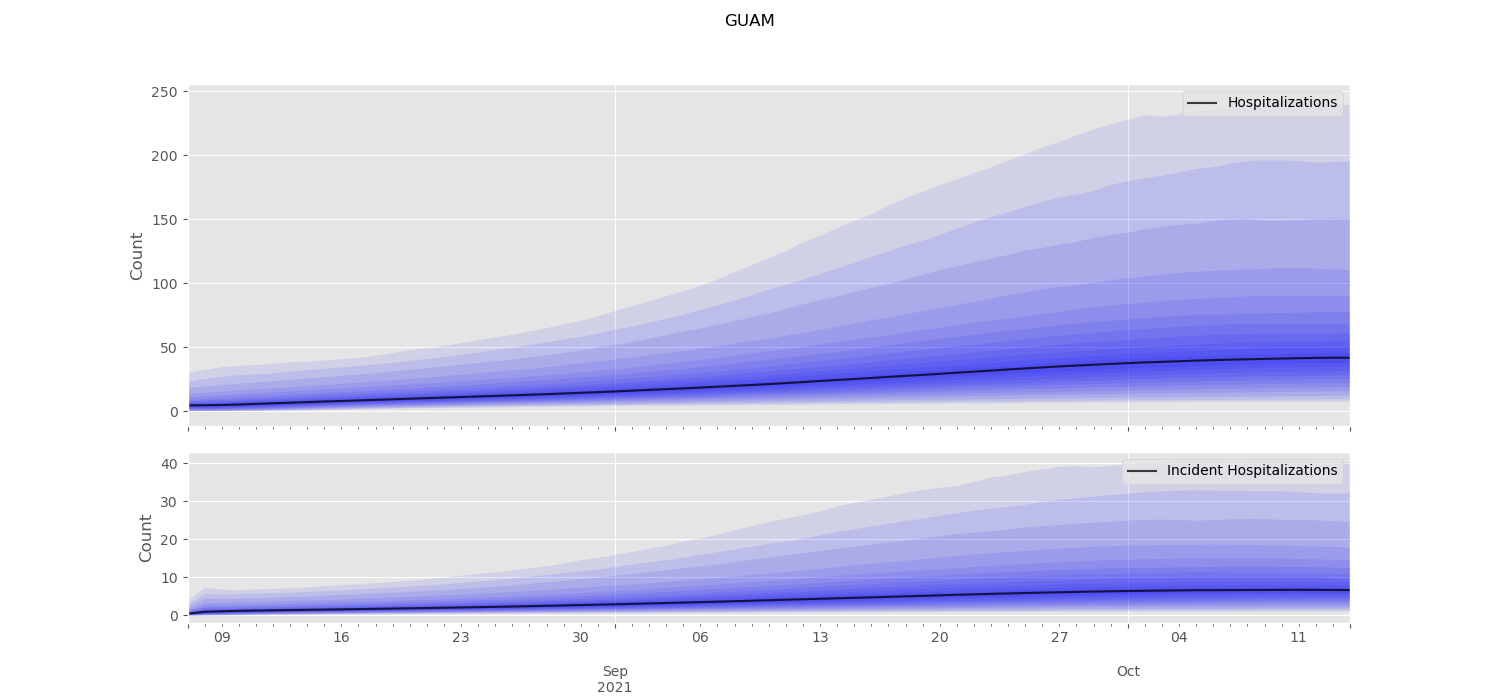 GUAM
250
200
150
100
50
0
Count
Hospitalizations
40
30
20
10
0
Count
Incident Hospitalizations
09 16 23 30 06 13 20 27 04 11
Sep Oct
2021